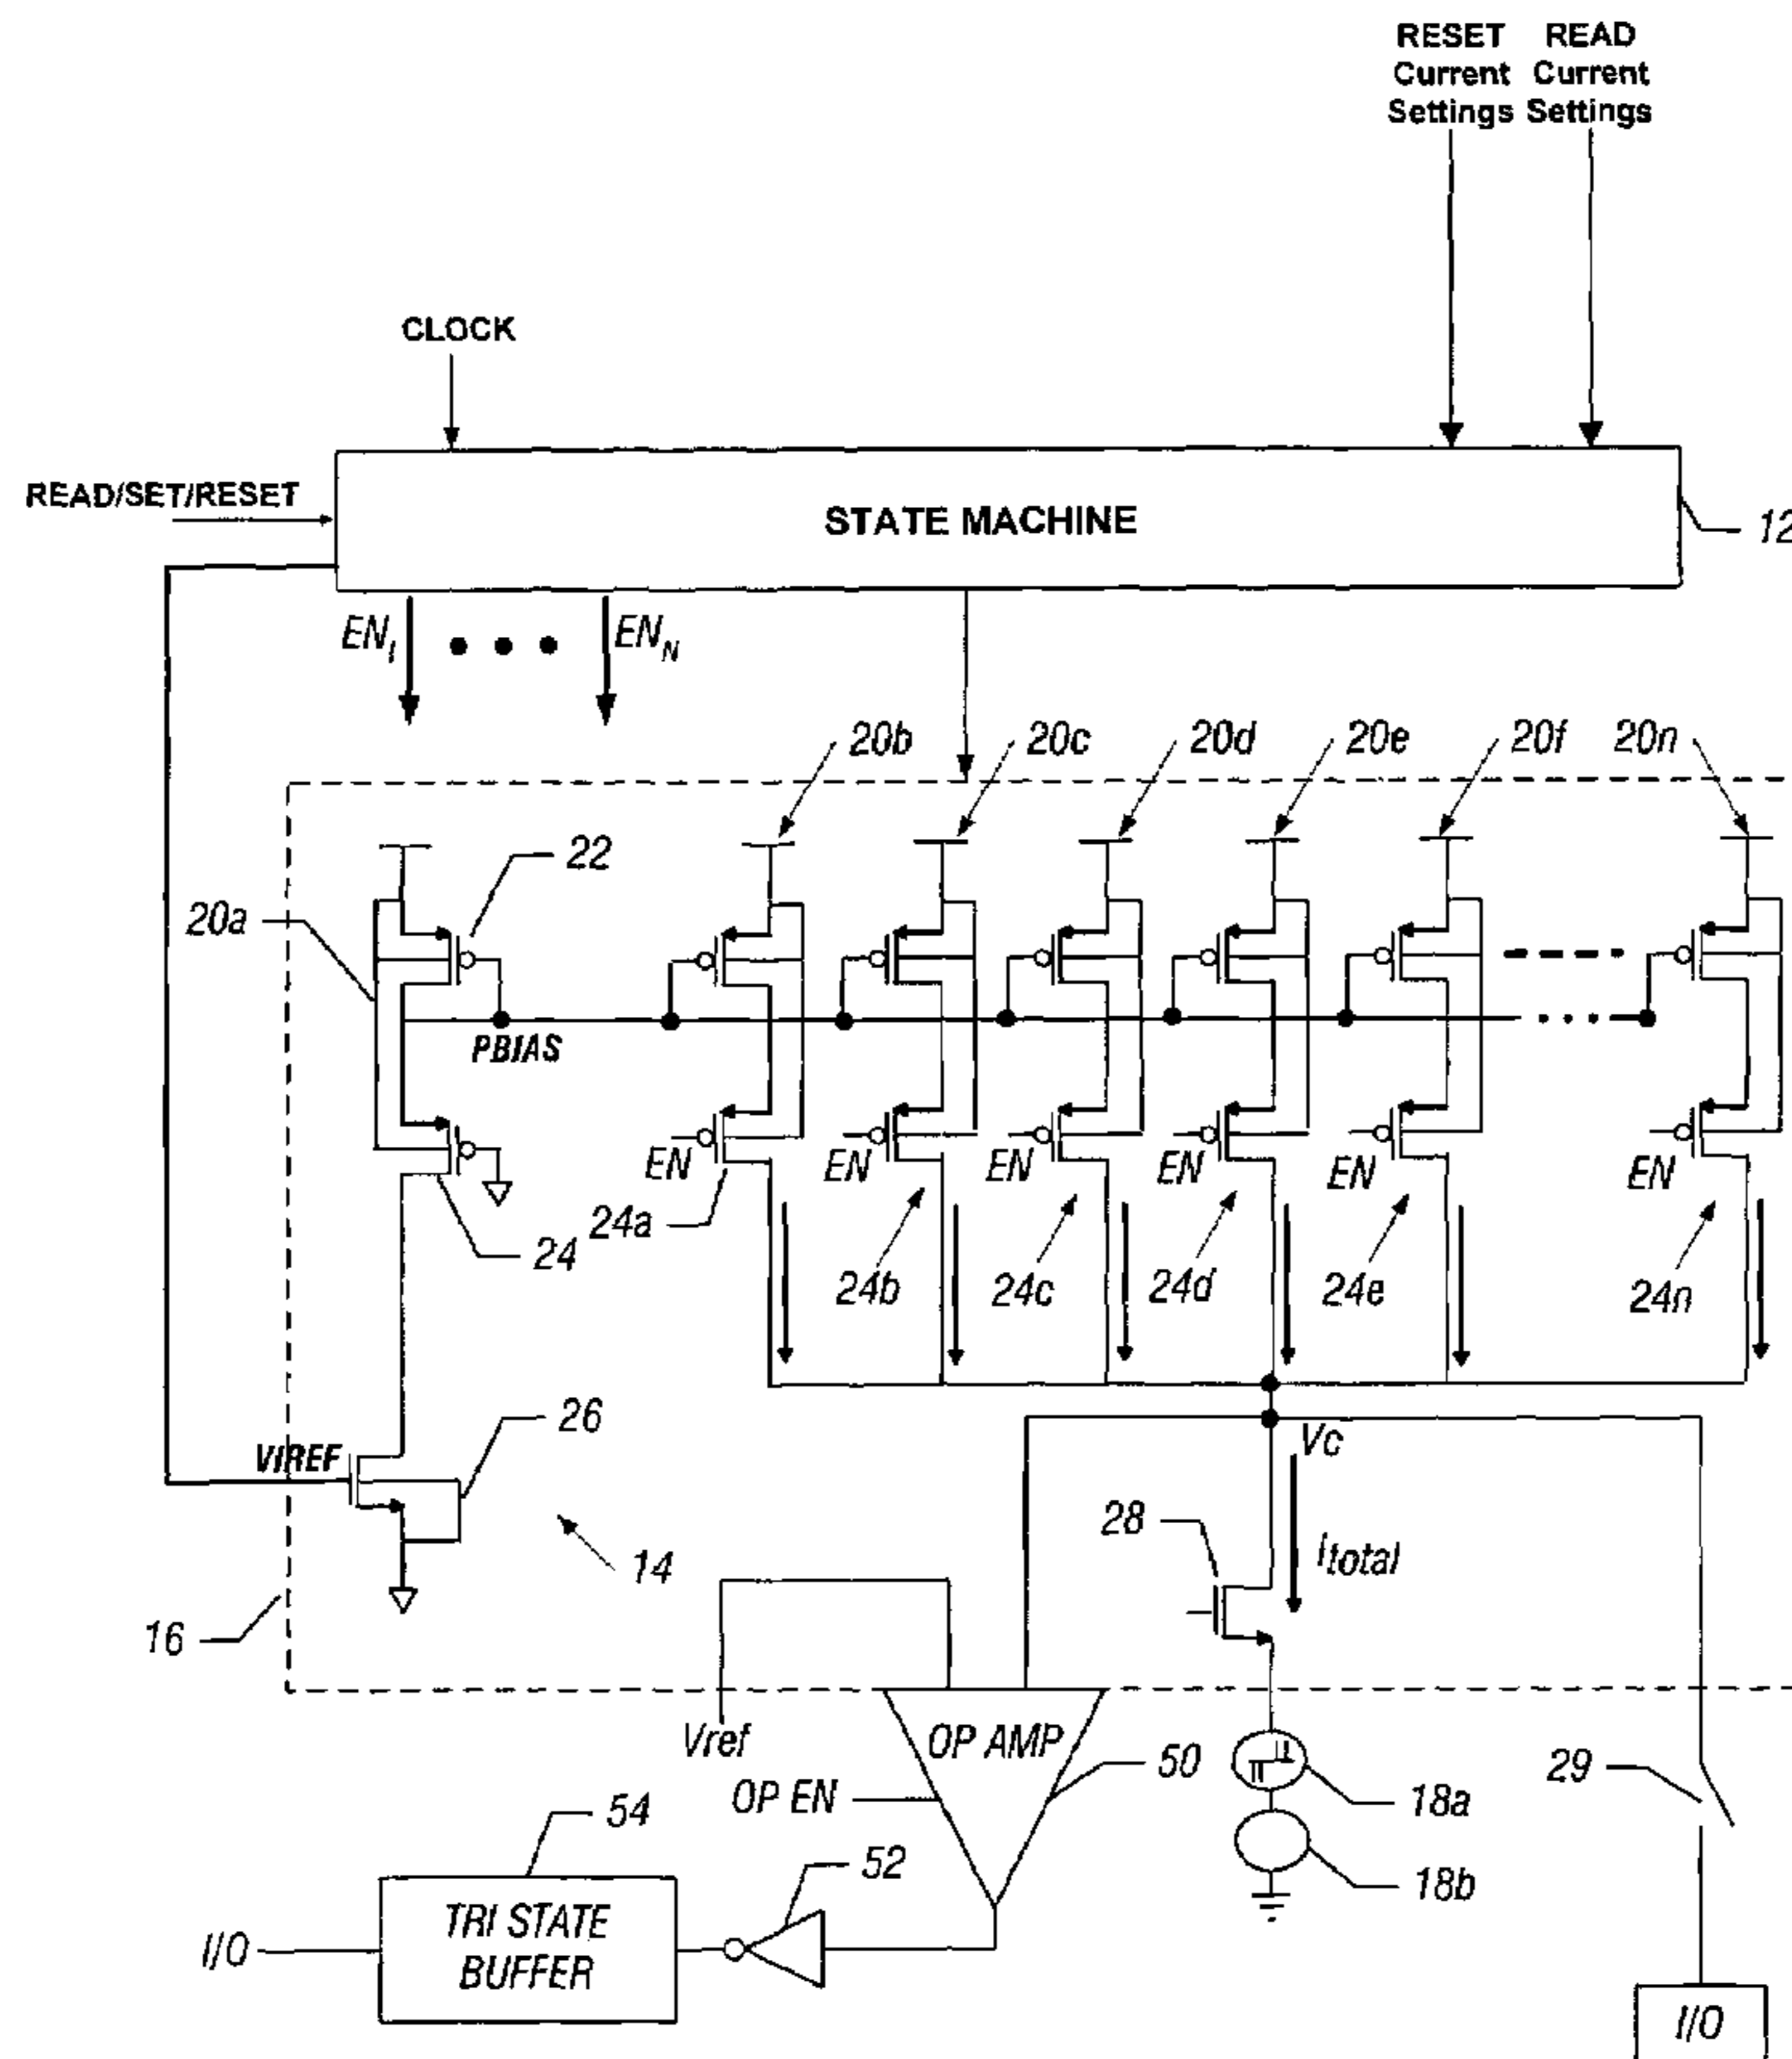 RESET READ
Current Current
Settings Settings
CLOCK
READ/SET/RESET
STATE MACHINE
12
EN1 • • • ENN
20b 20c 20d 20e 20f 20n
22
20a
PBIAS
EN EN EN EN EN EN
24a
24
24b 24c 24d 24e 24n
26
VIREF
Vc
28
Itotal
14
16
Vref
OP AMP
50
29
OP EN
18a
54
52
18b
TRI STATE
BUFFER
I/O
I/O